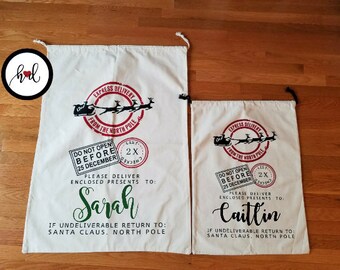 h♥d
EXPRESS DELIVERY
FROM THE NORTH POLE
DO NOT OPEN
BEFORE
25 DECEMBER
2X
PLEASE DELIVER
ENCLOSED PRESENTS TO:
Sarah
IF UNDELIVERABLE RETURN TO:
SANTA CLAUS, NORTH POLE
EXPRESS DELIVERY
FROM THE NORTH POLE
DO NOT OPEN
BEFORE
25 DECEMBER
2X
PLEASE DELIVER
ENCLOSED PRESENTS TO:
Caitlin
IF UNDELIVERABLE RETURN TO:
SANTA CLAUS, NORTH POLE